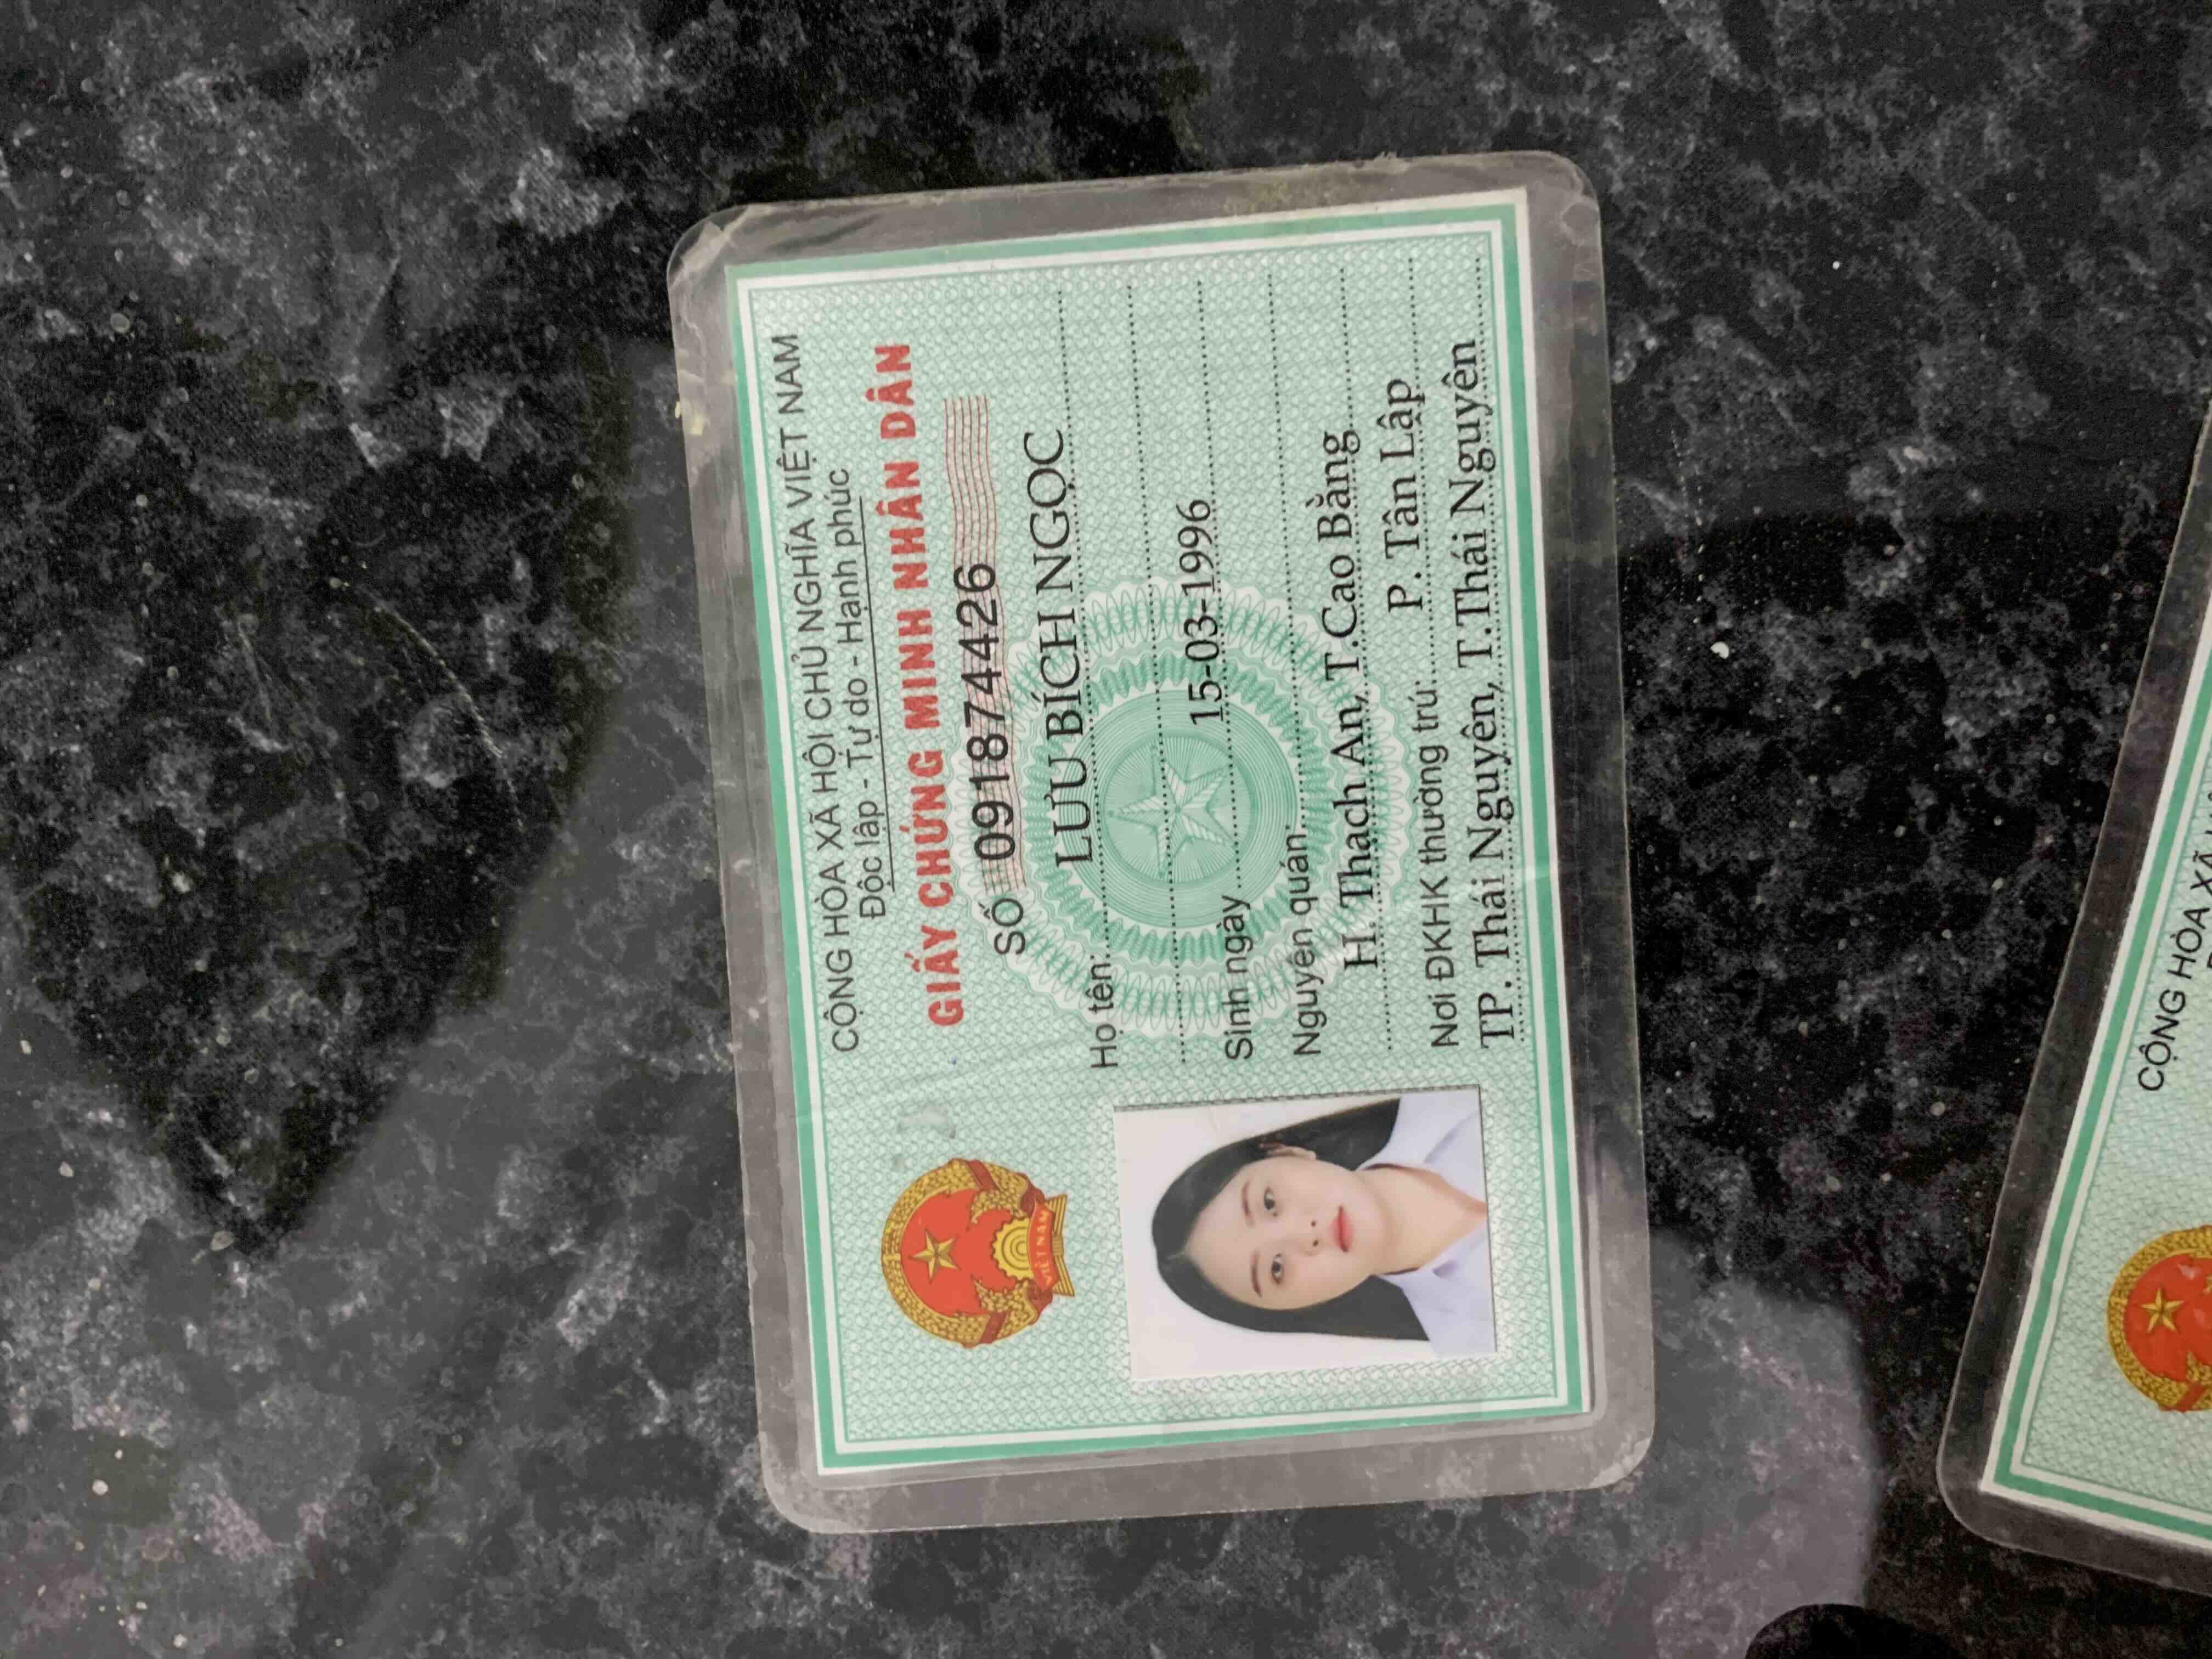 CỘNG HÒA XÃ HỘI CHỦ NGHĨA VIỆT NAM
Độc lập - Tự do - Hạnh phúc
GIẤY CHỨNG MINH NHÂN DÂN
SỐ 091874426
Họ tên: LƯU BÍCH NGỌC
Sinh ngày 15-03-1996
Nguyên quán
H. Thạch An, T.Cao Bằng
Nơi ĐKHK thường trú: P. Tân Lập
TP. Thái Nguyên, T.Thái Nguyên
VIỆT NAM
CỘNG HÒA XÃ